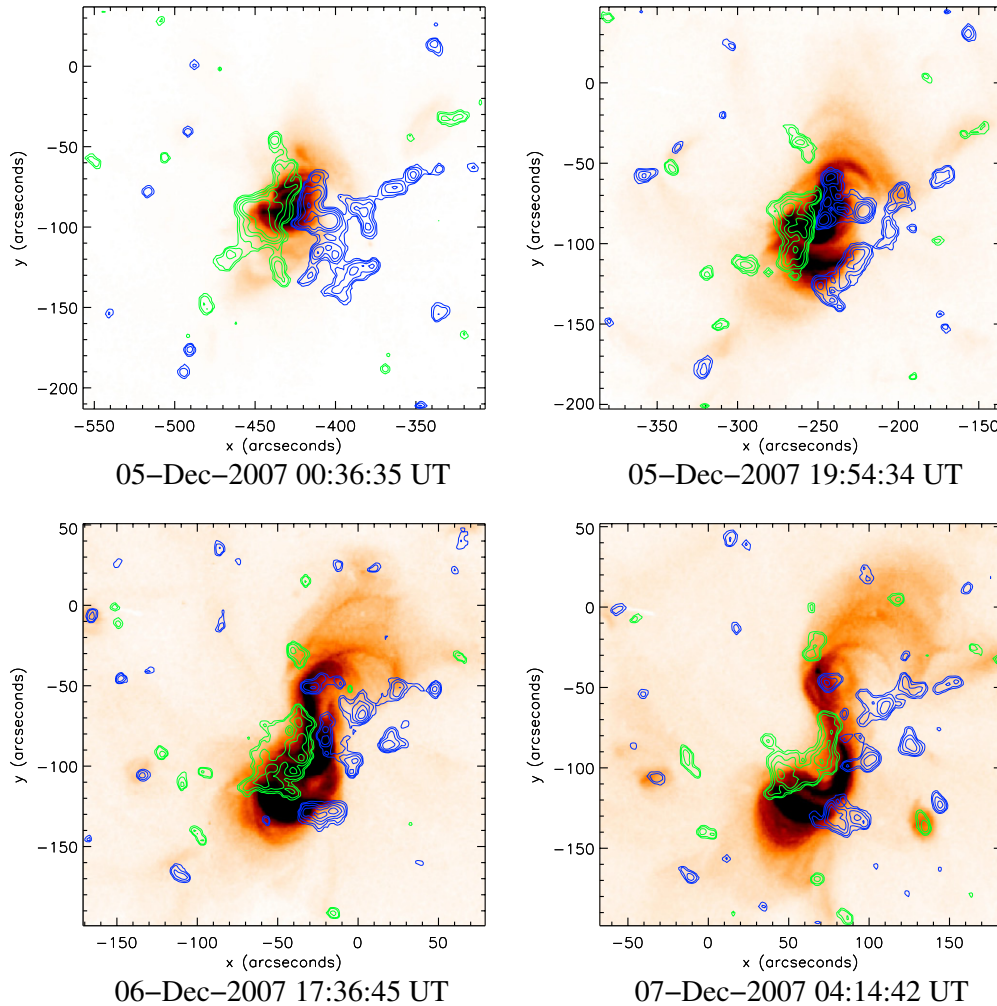 0
−50
−100
−150
−200
y (arcseconds)
−550 −500 −450 −400 −350
x (arcseconds)
05−Dec−2007 00:36:35 UT
0
−50
−100
−150
−200
y (arcseconds)
−350 −300 −250 −200 −150
x (arcseconds)
05−Dec−2007 19:54:34 UT
50
0
−50
−100
−150
y (arcseconds)
−150 −100 −50 0 50
x (arcseconds)
06−Dec−2007 17:36:45 UT
50
0
−50
−100
−150
y (arcseconds)
−50 0 50 100 150
x (arcseconds)
07−Dec−2007 04:14:42 UT